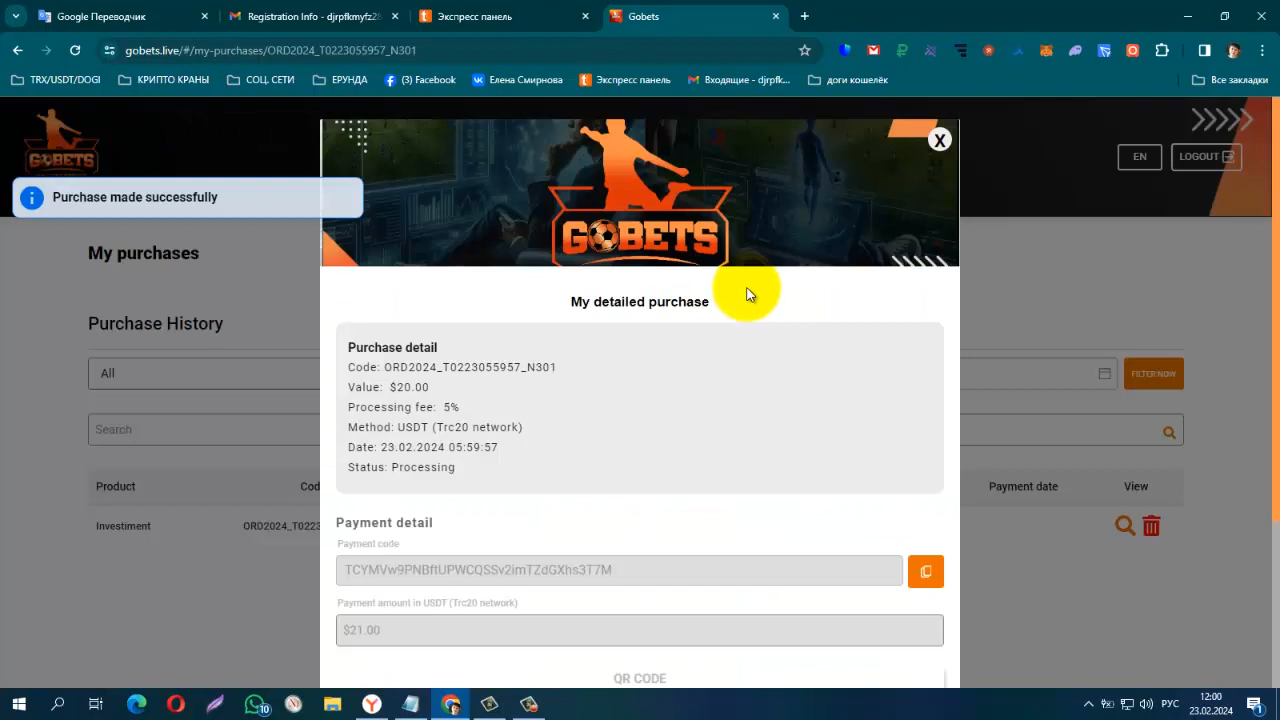 Google Переводчик
Registration Info - djrpfkmyfz28
Экспресс панель
Gobets
gobets.live/#/my-purchases/ORD2024_T0223055957_N301
TRX/USDT/DOGI
КРИПТО КРАНЫ
СОЦ. СЕТИ
ЕРУНДА
(3) Facebook
Елена Смирнова
Экспресс панель
Входящие - djrpfk...
доги кошелёк
Все закладки
GOBETS
EN
LOGOUT
X
Purchase made successfully
GOBETS
My purchases
My detailed purchase
Purchase History
Purchase detail
Code: ORD2024_T0223055957_N301
Value: $20.00
Processing fee: 5%
Method: USDT (Trc20 network)
Date: 23.02.2024 05:59:57
Status: Processing
All
FILTER NOW
Search
Product
Cod
Payment date
View
Investiment
ORD2024_T0223
Payment detail
Payment code
TCYMVw9PNBftUPWCQSSv2imTZdGXhs3T7M
Payment amount in USDT (Trc20 network)
$21.00
QR CODE
10
РУС
12:00
23.02.2024
1